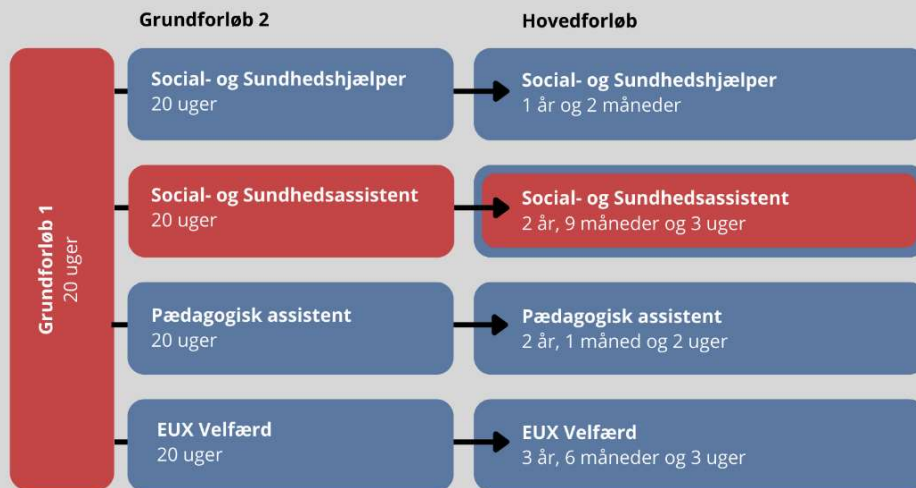 Grundforløb 2
Hovedforløb
Grundforløb 1
20 uger
Social- og Sundhedshjælper
20 uger
Social- og Sundhedshjælper
1 år og 2 måneder
Social- og Sundhedsassistent
20 uger
Social- og Sundhedsassistent
2 år, 9 måneder og 3 uger
Pædagogisk assistent
20 uger
Pædagogisk assistent
2 år, 1 måned og 2 uger
EUX Velfærd
20 uger
EUX Velfærd
3 år, 6 måneder og 3 uger